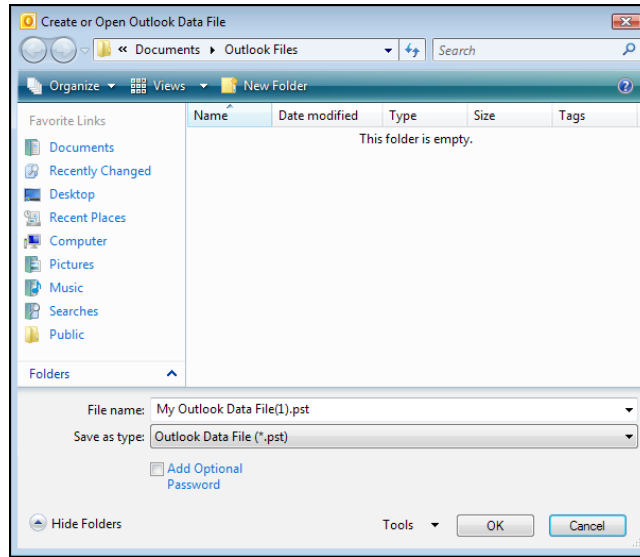 Create or Open Outlook Data File
« Documents Outlook Files Search
Organize Views New Folder
Favorite Links Name Date modified Type Size Tags
This folder is empty.
Documents
Recently Changed
Desktop
Recent Places
Computer
Pictures
Music
Searches
Public
Folders
File name: My Outlook Data File(1).pst
Save as type: Outlook Data File (*.pst)
Add Optional
Password
Hide Folders Tools OK Cancel